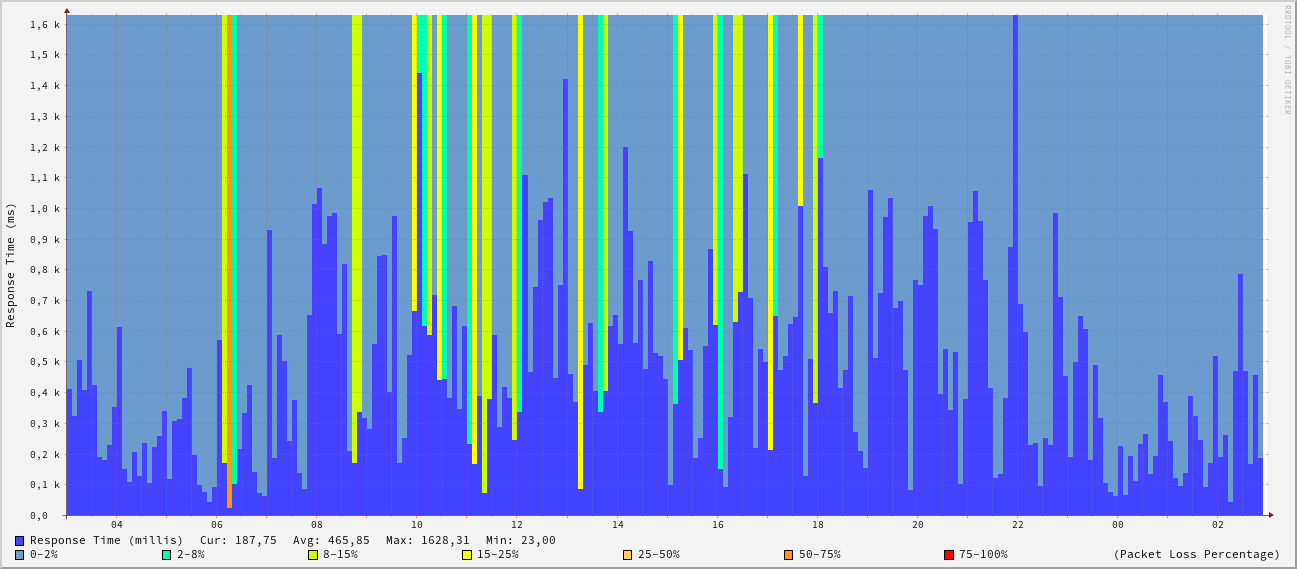 RRDTOOL / TOBI OETIKER
Response Time (ms)
1,6 k
1,5 k
1,4 k
1,3 k
1,2 k
1,1 k
1,0 k
0,9 k
0,8 k
0,7 k
0,6 k
0,5 k
0,4 k
0,3 k
0,2 k
0,1 k
0,0
04 06 08 10 12 14 16 18 20 22 00 02
Response Time (millis) Cur: 187,75 Avg: 465,85 Max: 1628,31 Min: 23,00
0-2% 2-8% 8-15% 15-25% 25-50% 50-75% 75-100% (Packet Loss Percentage)